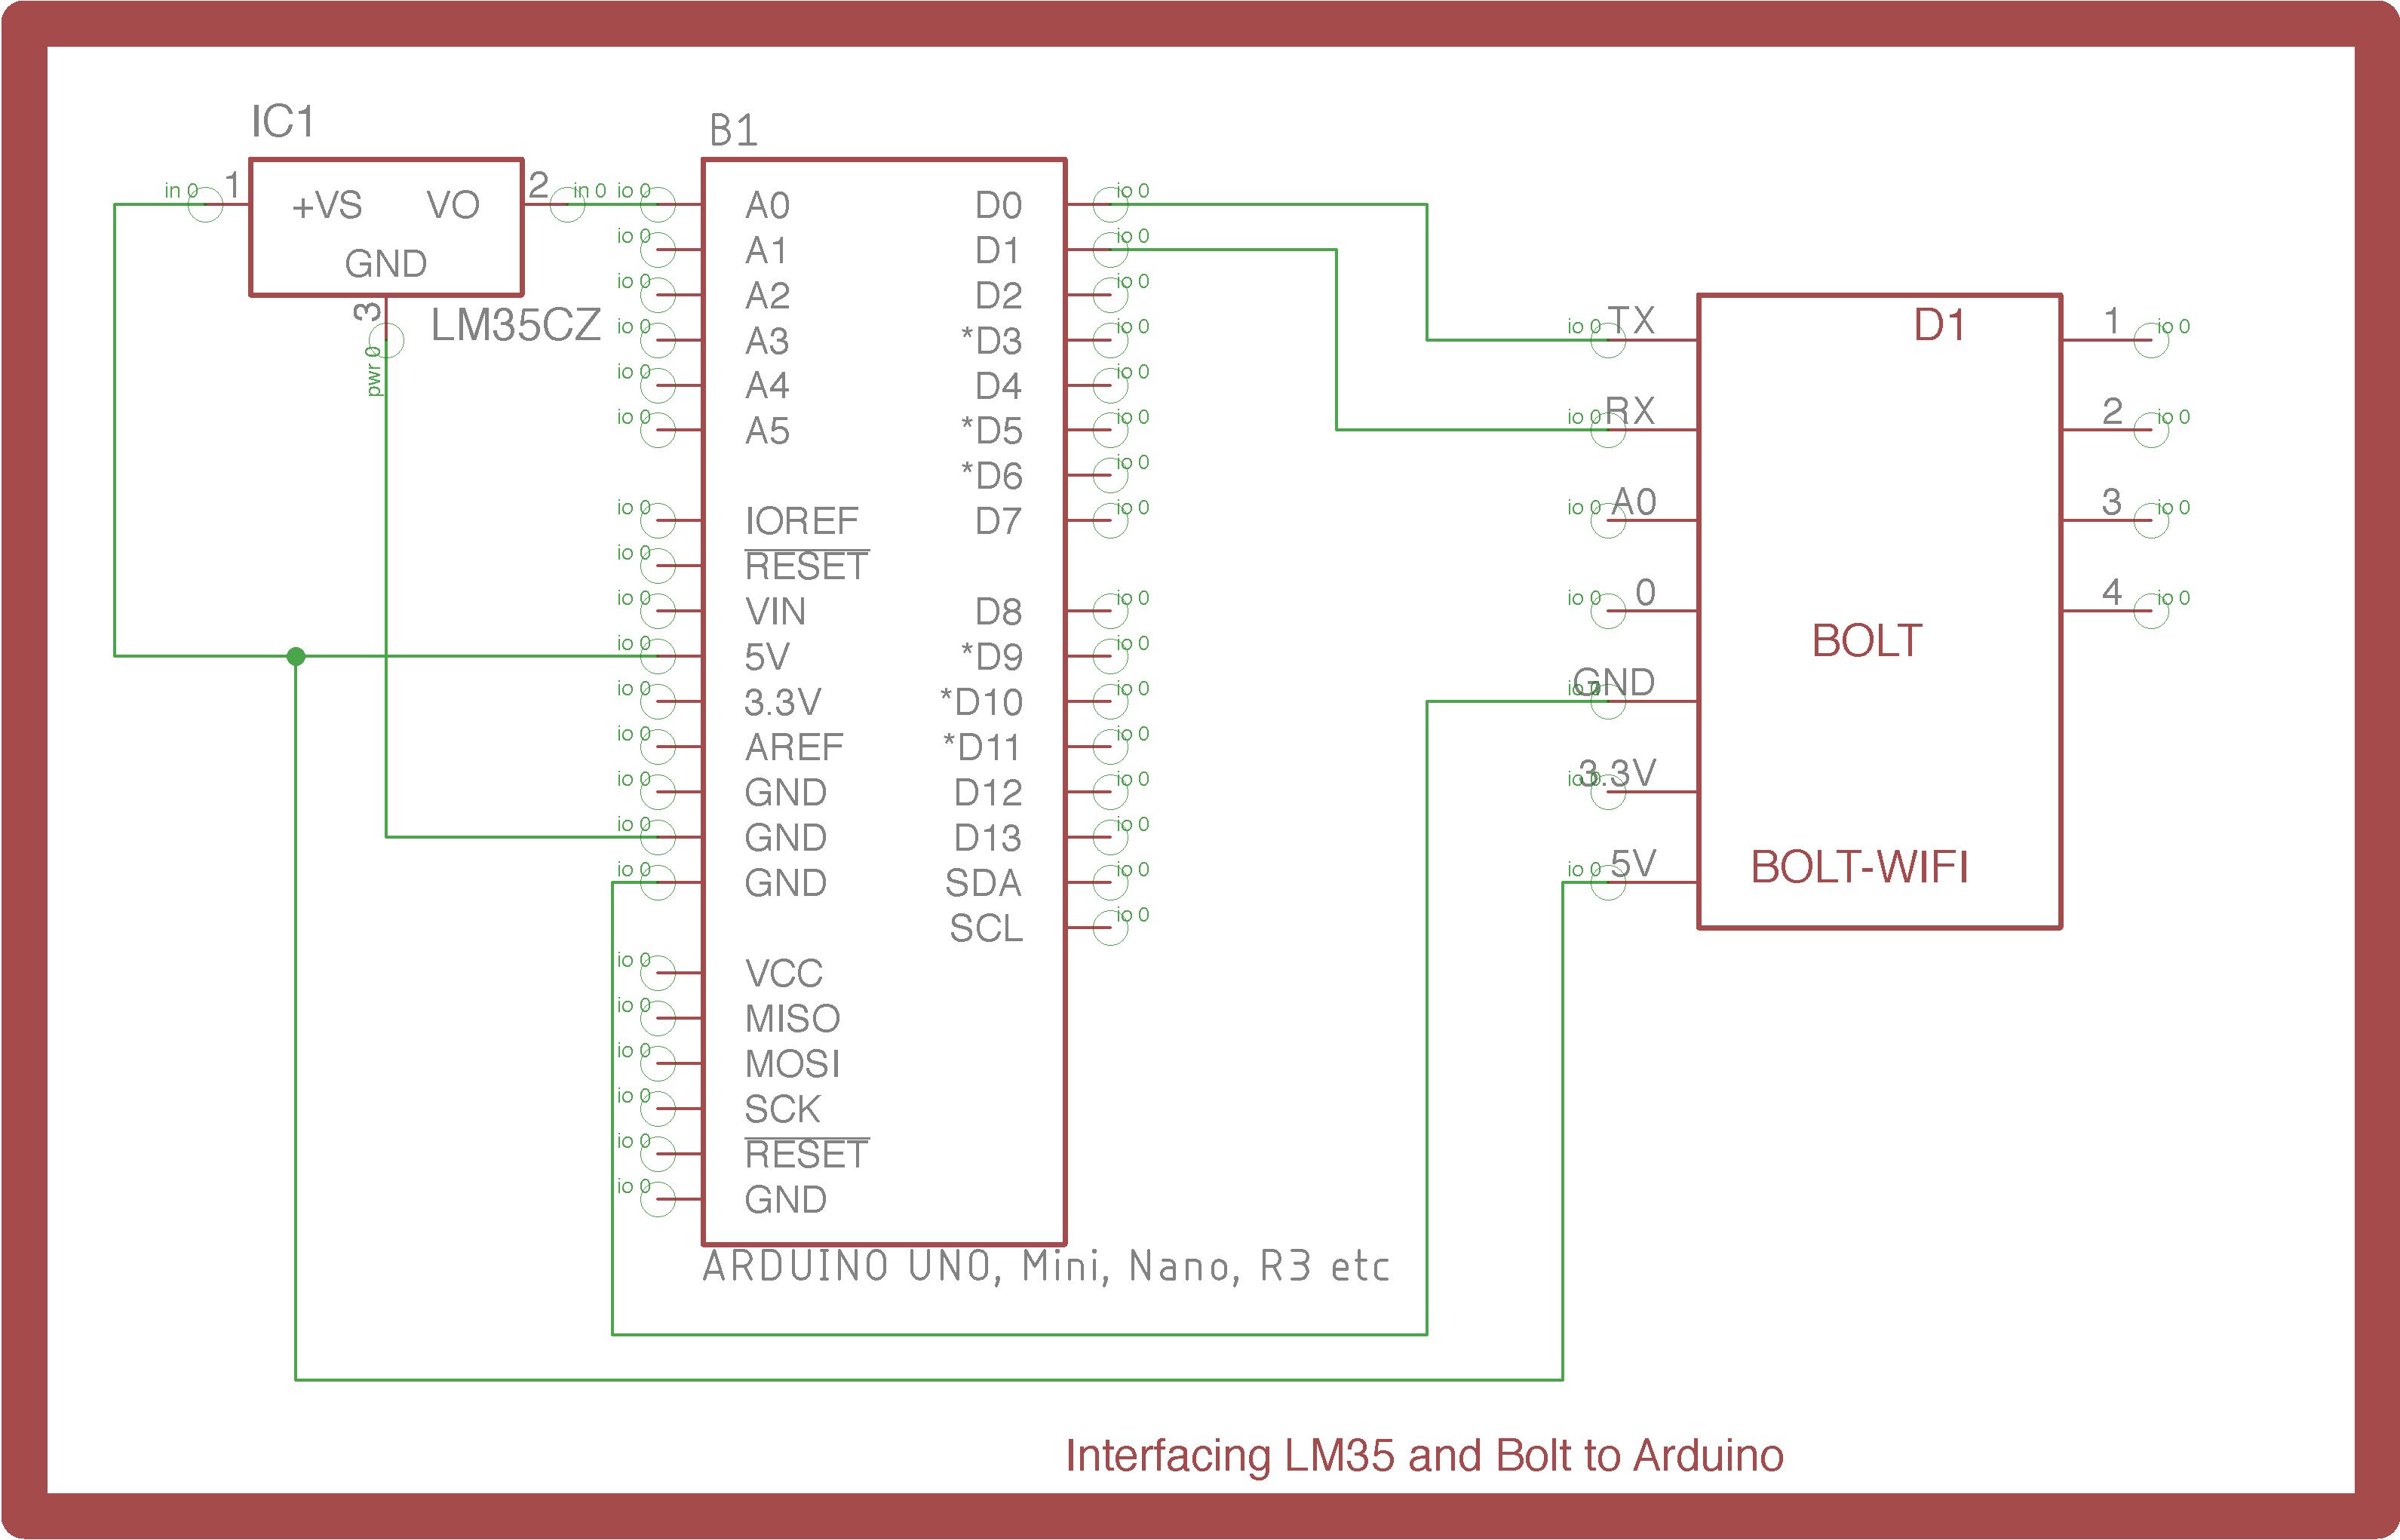 IC1
in 0
1
+VS
VO
2
in 0
GND
3
pwr 0
LM35CZ
B1
io 0 A0 D0 io 0
io 0 A1 D1 io 0
io 0 A2 D2 io 0
io 0 A3 *D3 io 0
io 0 A4 D4 io 0
io 0 A5 *D5 io 0
*D6 io 0
io 0 IOREF D7 io 0
io 0 RESET
io 0 VIN D8 io 0
io 0 5V *D9 io 0
io 0 3.3V *D10 io 0
io 0 AREF *D11 io 0
io 0 GND D12 io 0
io 0 GND D13 io 0
io 0 GND SDA io 0
SCL io 0
io 0 VCC
io 0 MISO
io 0 MOSI
io 0 SCK
io 0 RESET
io 0 GND
ARDUINO UNO, Mini, Nano, R3 etc
io 0 TX D1 1 io 0
io 0 RX 2 io 0
io 0 A0 3 io 0
io 0 0 4 io 0
BOLT
io 0 GND
io 0 3.3V
io 0 5V BOLT-WIFI
Interfacing LM35 and Bolt to Arduino